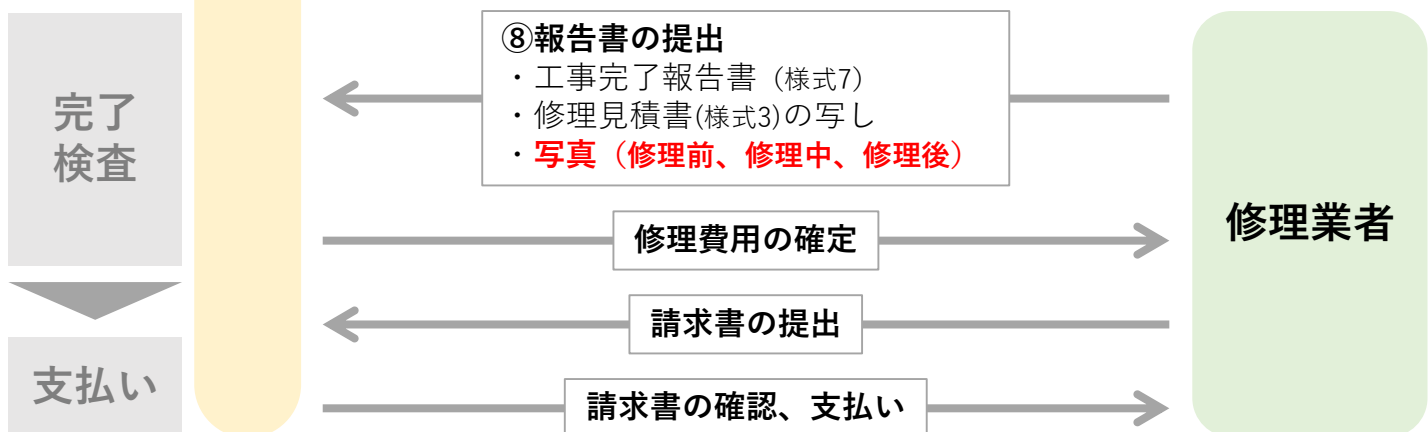 完了
検査
⑧報告書の提出
・工事完了報告書（様式7）
・修理見積書(様式3)の写し
・写真（修理前、修理中、修理後）
修理費用の確定
修理業者
請求書の提出
支払い
請求書の確認、支払い